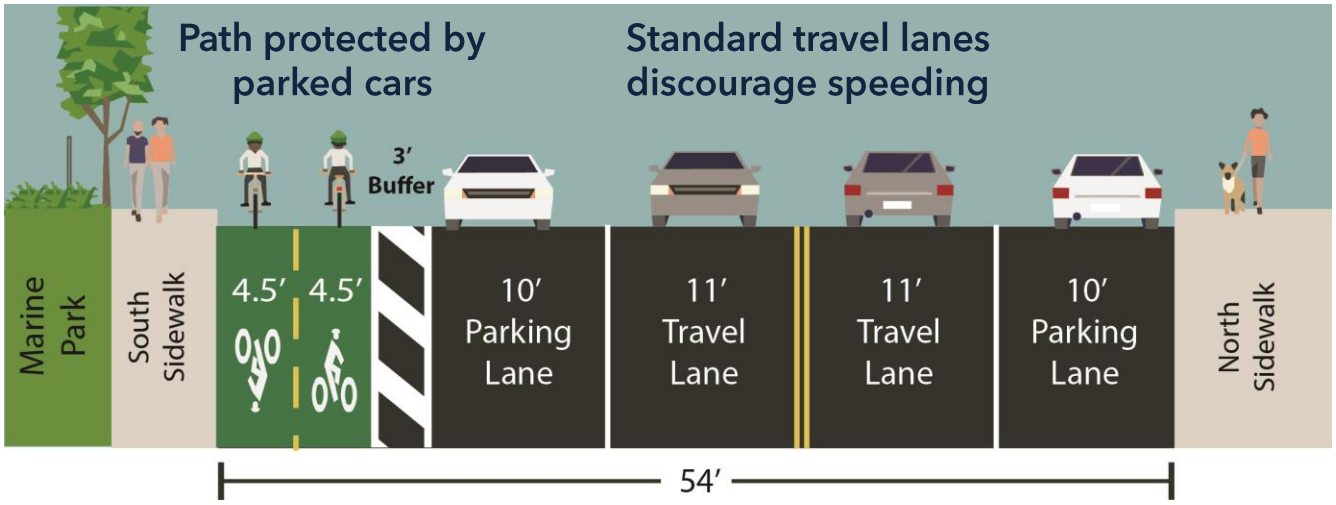 Path protected by
parked cars
Standard travel lanes
discourage speeding
3’
Buffer
Marine
Park
South
Sidewalk
4.5’
4.5’
10’
Parking
Lane
11’
Travel
Lane
11’
Travel
Lane
10’
Parking
Lane
North
Sidewalk
54’